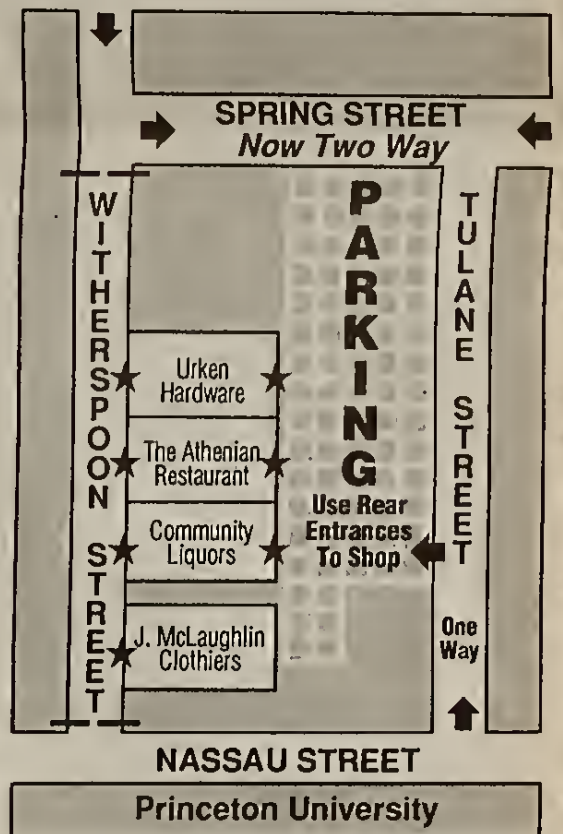 SPRING STREET
Now Two Way
WITHERSPOON STREET
PARKING
TULANE STREET
Urken
Hardware
The Athenian
Restaurant
Community
Liquors
J. McLaughlin
Clothiers
Use Rear
Entrances
To Shop
One
Way
NASSAU STREET
Princeton University